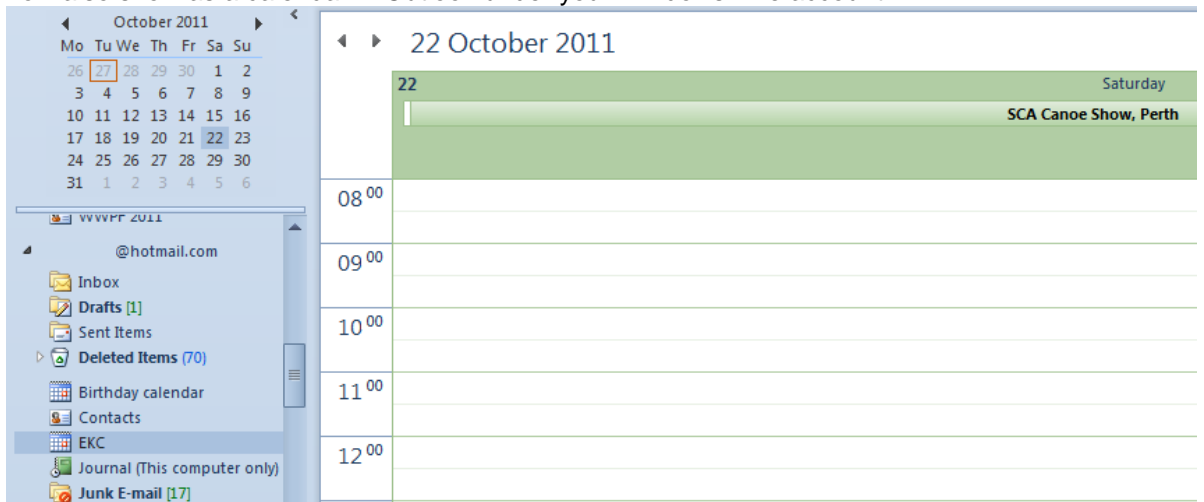 October 2011
Mo Tu We Th Fr Sa Su
26 27 28 29 30 1 2
3 4 5 6 7 8 9
10 11 12 13 14 15 16
17 18 19 20 21 22 23
24 25 26 27 28 29 30
31 1 2 3 4 5 6
WWPF 2011
@hotmail.com
Inbox
Drafts [1]
Sent Items
Deleted Items (70)
Birthday calendar
Contacts
EKC
Journal (This computer only)
Junk E-mail [17]
22 October 2011
22 Saturday
SCA Canoe Show, Perth
08 00
09 00
10 00
11 00
12 00